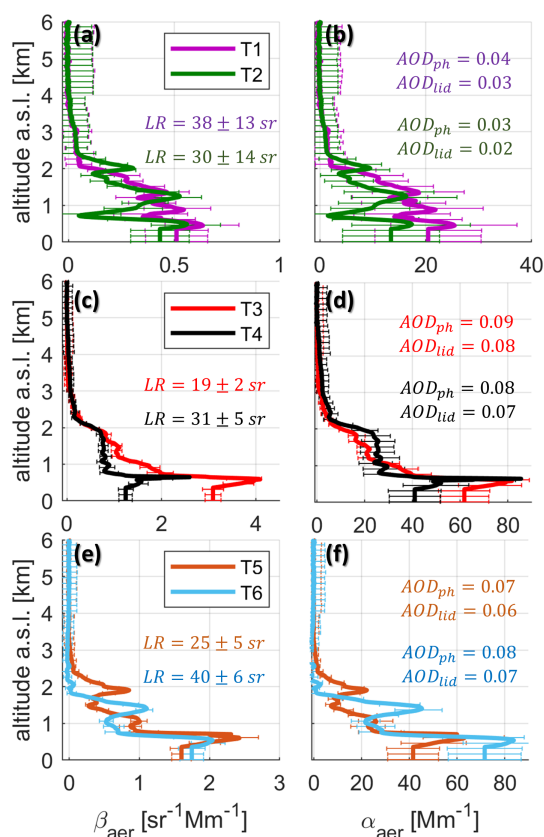 (a)
T1
T2
LR = 38 ± 13 sr
LR = 30 ± 14 sr
altitude a.s.l. [km]
6
5
4
3
2
1
0
0
0.5
1
(b)
AOD_ph = 0.04
AOD_lid = 0.03
AOD_ph = 0.03
AOD_lid = 0.02
0
20
40
(c)
T3
T4
LR = 19 ± 2 sr
LR = 31 ± 5 sr
altitude a.s.l. [km]
6
5
4
3
2
1
0
0
2
4
(d)
AOD_ph = 0.09
AOD_lid = 0.08
AOD_ph = 0.08
AOD_lid = 0.07
0
20
40
60
80
(e)
T5
T6
LR = 25 ± 5 sr
LR = 40 ± 6 sr
altitude a.s.l. [km]
6
5
4
3
2
1
0
0
1
2
3
β_aer [sr⁻¹Mm⁻¹]
(f)
AOD_ph = 0.07
AOD_lid = 0.06
AOD_ph = 0.08
AOD_lid = 0.07
0
20
40
60
80
α_aer [Mm⁻¹]